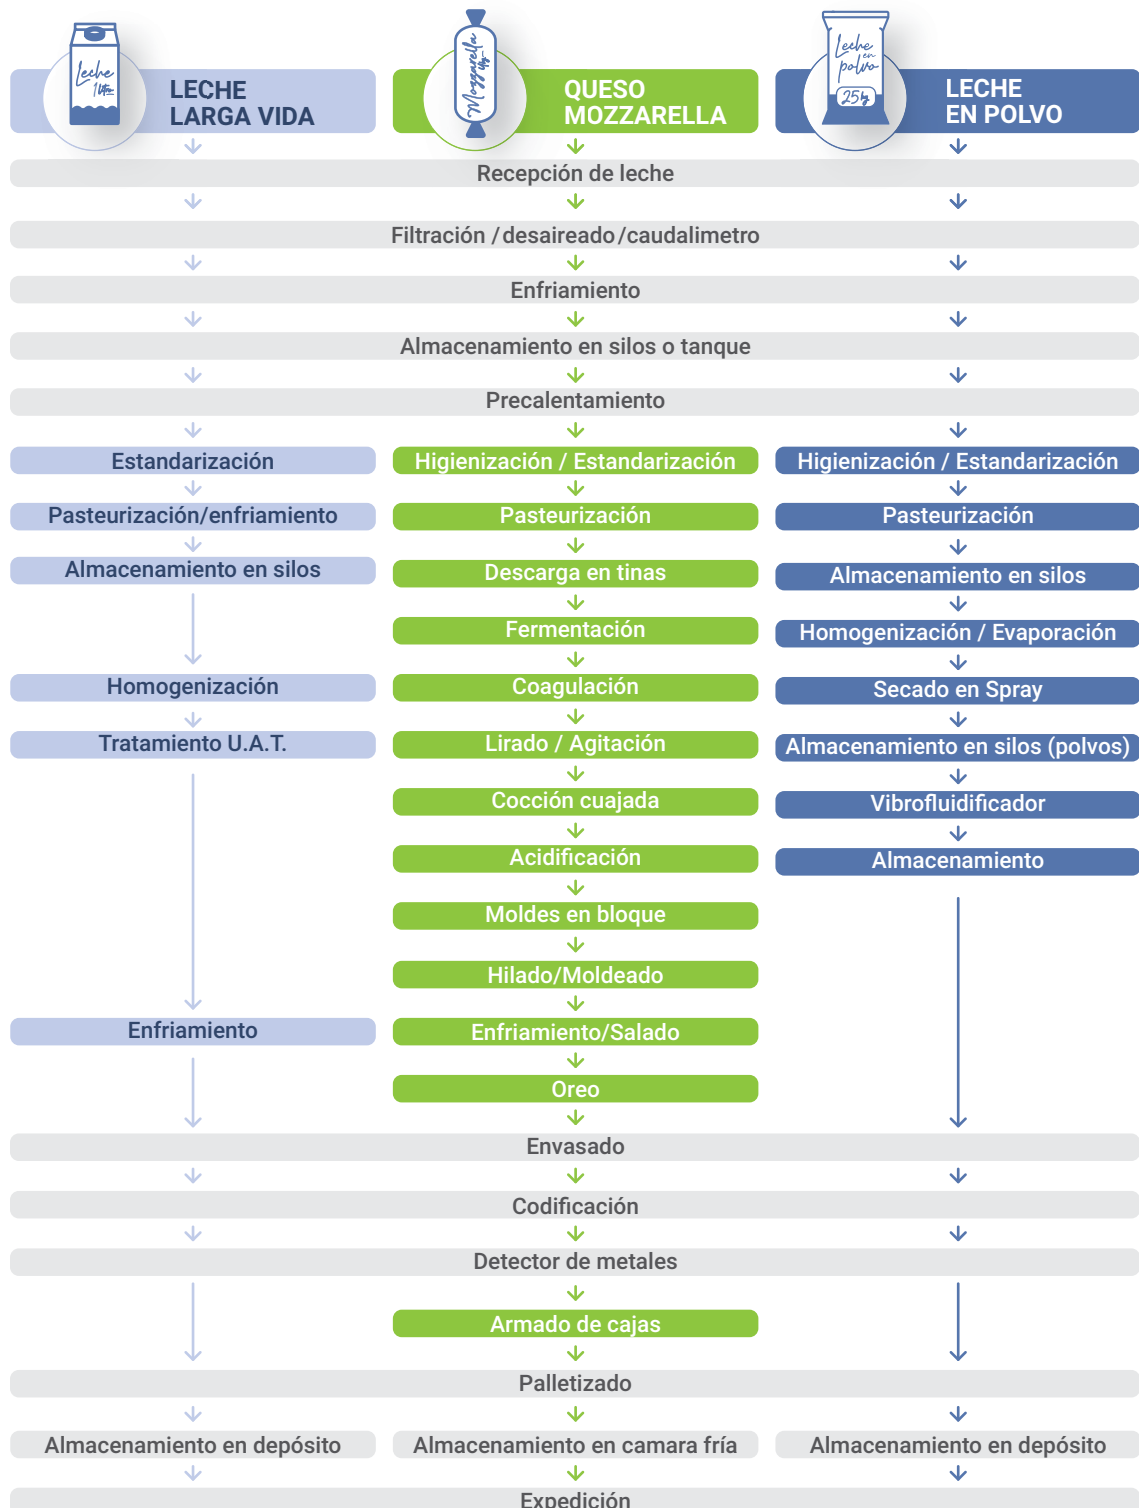 Leche
1 litro
LECHE
LARGA VIDA
Mozzarella
4kg
QUESO
MOZZARELLA
Leche
en
polvo
25 kg
LECHE
EN POLVO
Recepción de leche
Filtración / desaireado / caudalimetro
Enfriamiento
Almacenamiento en silos o tanque
Precalentamiento
Estandarización
Higienización / Estandarización
Higienización / Estandarización
Pasteurización/enfriamiento
Pasteurización
Pasteurización
Almacenamiento en silos
Descarga en tinas
Almacenamiento en silos
Fermentación
Homogenización / Evaporación
Homogenización
Coagulación
Secado en Spray
Tratamiento U.A.T.
Lirado / Agitación
Almacenamiento en silos (polvos)
Cocción cuajada
Vibrofluidificador
Acidificación
Almacenamiento
Moldes en bloque
Hilado/Moldeado
Enfriamiento
Enfriamiento/Salado
Oreo
Envasado
Codificación
Detector de metales
Armado de cajas
Palletizado
Almacenamiento en depósito
Almacenamiento en camara fría
Almacenamiento en depósito
Expedición